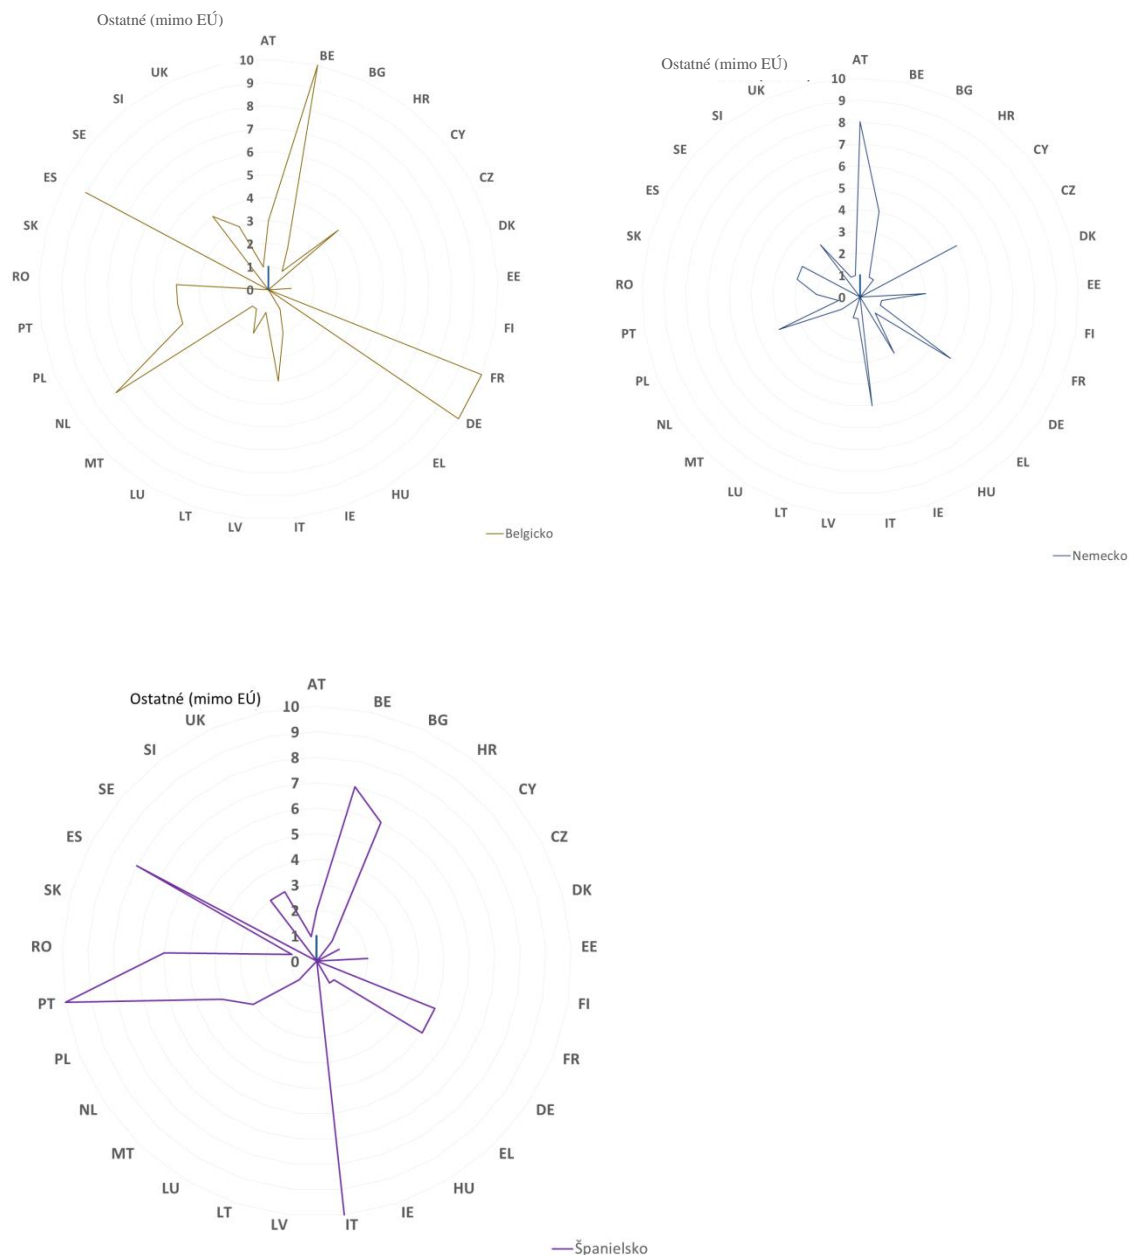 Ostatné (mimo EÚ)
AT
BE
BG
HR
CY
CZ
DK
EE
FI
FR
DE
EL
HU
IE
IT
LV
LT
LU
MT
NL
PL
PT
RO
SK
ES
SE
SI
UK
10
9
8
7
6
5
4
3
2
1
0
Belgicko
Ostatné (mimo EÚ)
AT
BE
BG
HR
CY
CZ
DK
EE
FI
FR
DE
EL
HU
IE
IT
LV
LT
LU
MT
NL
PL
PT
RO
SK
ES
SE
SI
UK
10
9
8
7
6
5
4
3
2
1
0
Nemecko
Ostatné (mimo EÚ)
AT
BE
BG
HR
CY
CZ
DK
EE
FI
FR
DE
EL
HU
IE
IT
LV
LT
LU
MT
NL
PL
PT
RO
SK
ES
SE
SI
UK
10
9
8
7
6
5
4
3
2
1
0
Španielsko